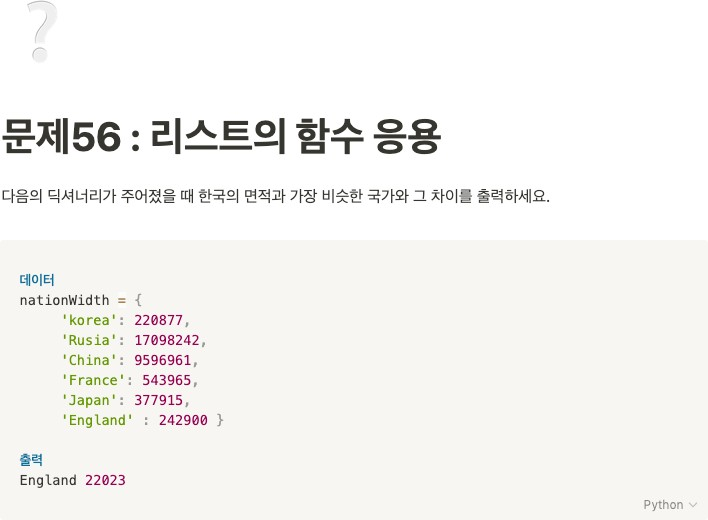 ❔
문제56 : 리스트의 함수 응용
다음의 딕셔너리가 주어졌을 때 한국의 면적과 가장 비슷한 국가와 그 차이를 출력하세요.
데이터
nationWidth = {
     'korea': 220877,
     'Rusia': 17098242,
     'China': 9596961,
     'France': 543965,
     'Japan': 377915,
     'England' : 242900 }
출력
England 22023
Python